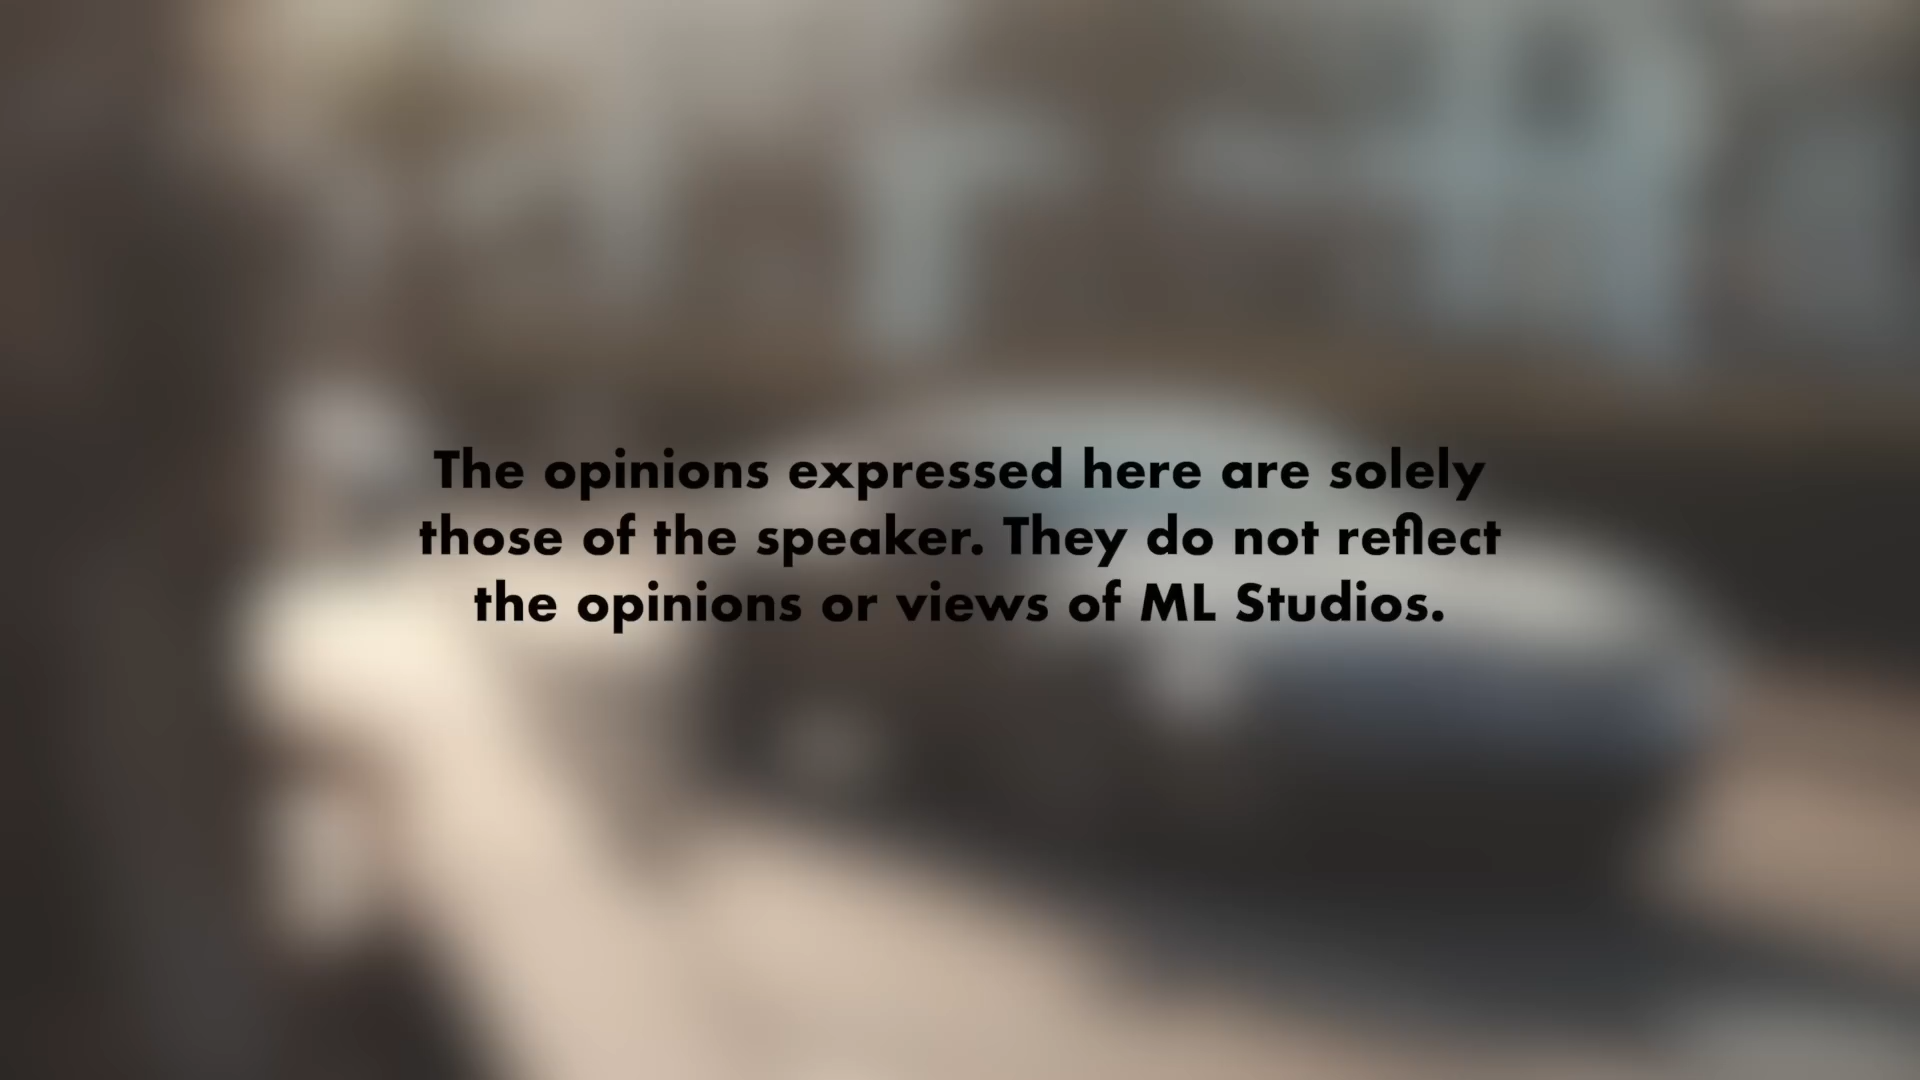 The opinions expressed here are solely
those of the speaker. They do not reflect
the opinions or views of ML Studios.